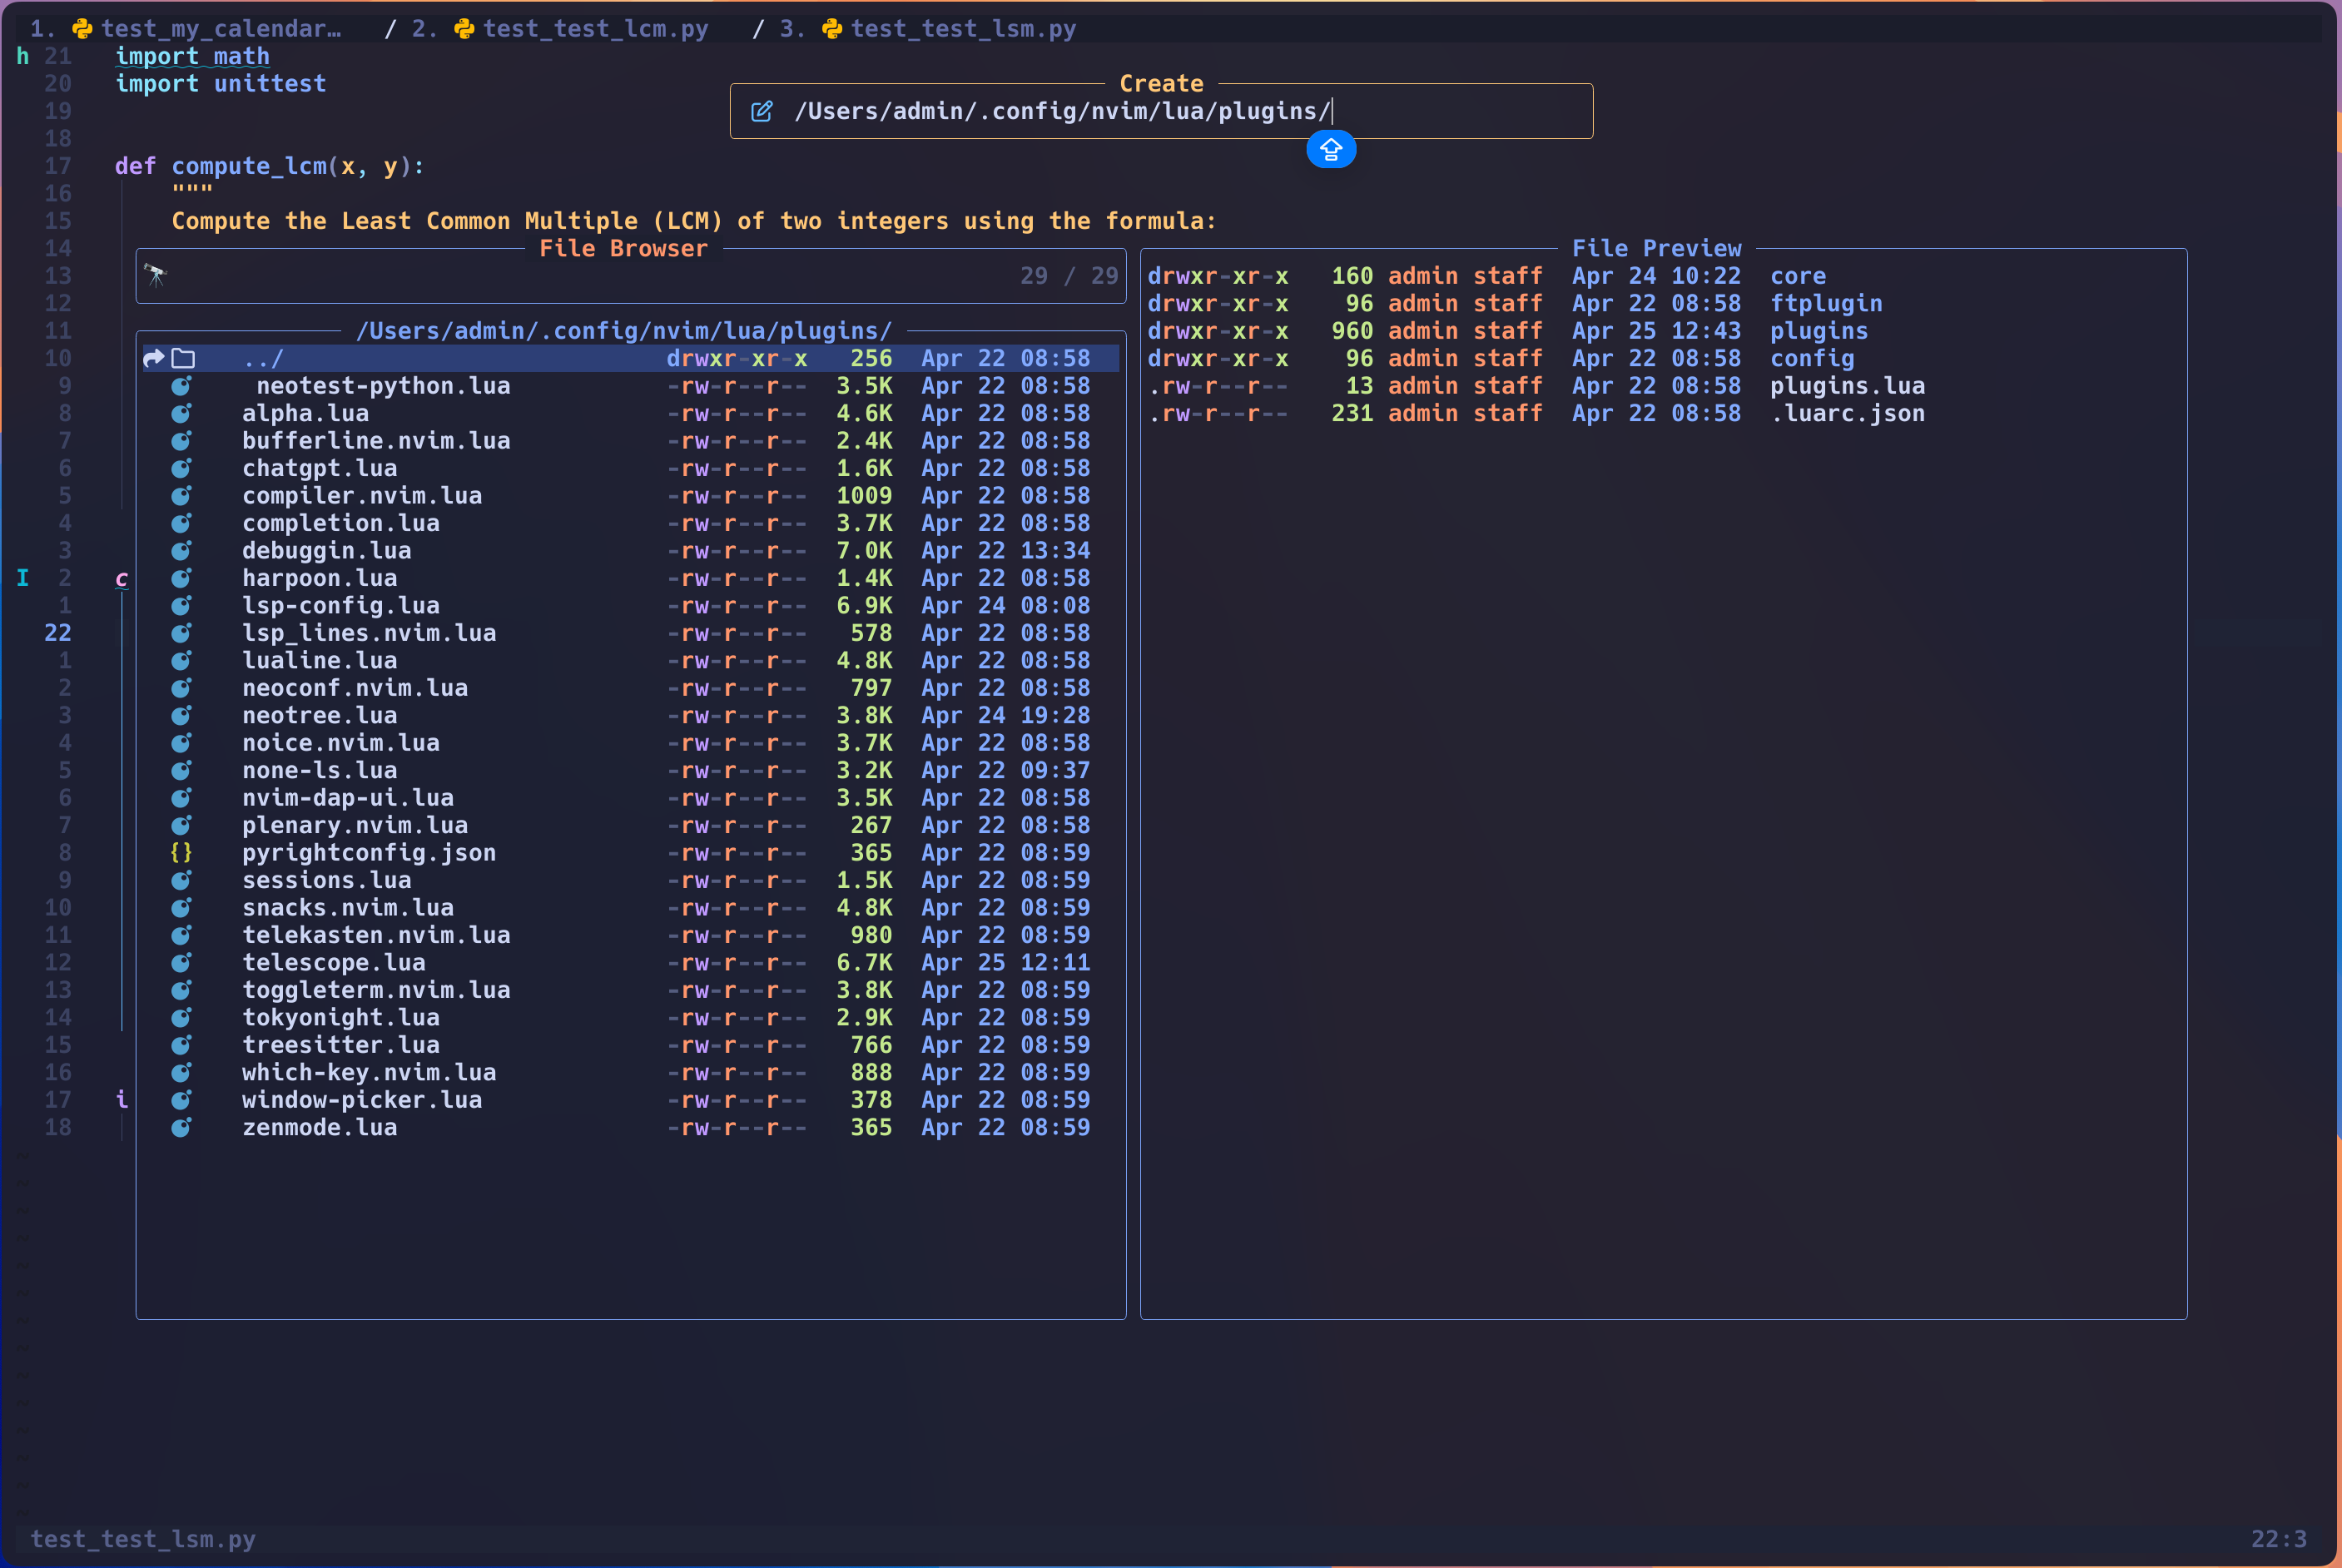 1. test_my_calendar… / 2. test_test_lcm.py / 3. test_test_lsm.py
h 21 import math
20 import unittest
Create
19
/Users/admin/.config/nvim/lua/plugins/
18
17 def compute_lcm(x, y):
16 """
15 Compute the Least Common Multiple (LCM) of two integers using the formula:
14
File Browser
File Preview
13
29 / 29
drwxr-xr-x 160 admin staff Apr 24 10:22 core
12
drwxr-xr-x 96 admin staff Apr 22 08:58 ftplugin
11
/Users/admin/.config/nvim/lua/plugins/
drwxr-xr-x 960 admin staff Apr 25 12:43 plugins
10
../ drwxr-xr-x 256 Apr 22 08:58
drwxr-xr-x 96 admin staff Apr 22 08:58 config
9
neotest-python.lua -rw-r--r-- 3.5K Apr 22 08:58
.rw-r--r-- 13 admin staff Apr 22 08:58 plugins.lua
8
alpha.lua -rw-r--r-- 4.6K Apr 22 08:58
.rw-r--r-- 231 admin staff Apr 22 08:58 .luarc.json
7 bufferline.nvim.lua -rw-r--r-- 2.4K Apr 22 08:58
6 chatgpt.lua -rw-r--r-- 1.6K Apr 22 08:58
5 compiler.nvim.lua -rw-r--r-- 1009 Apr 22 08:58
4 completion.lua -rw-r--r-- 3.7K Apr 22 08:58
3 debuggin.lua -rw-r--r-- 7.0K Apr 22 13:34
I 2 c harpoon.lua -rw-r--r-- 1.4K Apr 22 08:58
1 lsp-config.lua -rw-r--r-- 6.9K Apr 24 08:08
22 lsp_lines.nvim.lua -rw-r--r-- 578 Apr 22 08:58
1 lualine.lua -rw-r--r-- 4.8K Apr 22 08:58
2 neoconf.nvim.lua -rw-r--r-- 797 Apr 22 08:58
3 neotree.lua -rw-r--r-- 3.8K Apr 24 19:28
4 noice.nvim.lua -rw-r--r-- 3.7K Apr 22 08:58
5 none-ls.lua -rw-r--r-- 3.2K Apr 22 09:37
6 nvim-dap-ui.lua -rw-r--r-- 3.5K Apr 22 08:58
7 plenary.nvim.lua -rw-r--r-- 267 Apr 22 08:58
8 {} pyrightconfig.json -rw-r--r-- 365 Apr 22 08:59
9 sessions.lua -rw-r--r-- 1.5K Apr 22 08:59
10 snacks.nvim.lua -rw-r--r-- 4.8K Apr 22 08:59
11 telekasten.nvim.lua -rw-r--r-- 980 Apr 22 08:59
12 telescope.lua -rw-r--r-- 6.7K Apr 25 12:11
13 toggleterm.nvim.lua -rw-r--r-- 3.8K Apr 22 08:59
14 tokyonight.lua -rw-r--r-- 2.9K Apr 22 08:59
15 treesitter.lua -rw-r--r-- 766 Apr 22 08:59
16 which-key.nvim.lua -rw-r--r-- 888 Apr 22 08:59
17 i window-picker.lua -rw-r--r-- 378 Apr 22 08:59
18 zenmode.lua -rw-r--r-- 365 Apr 22 08:59
test_test_lsm.py 22:3